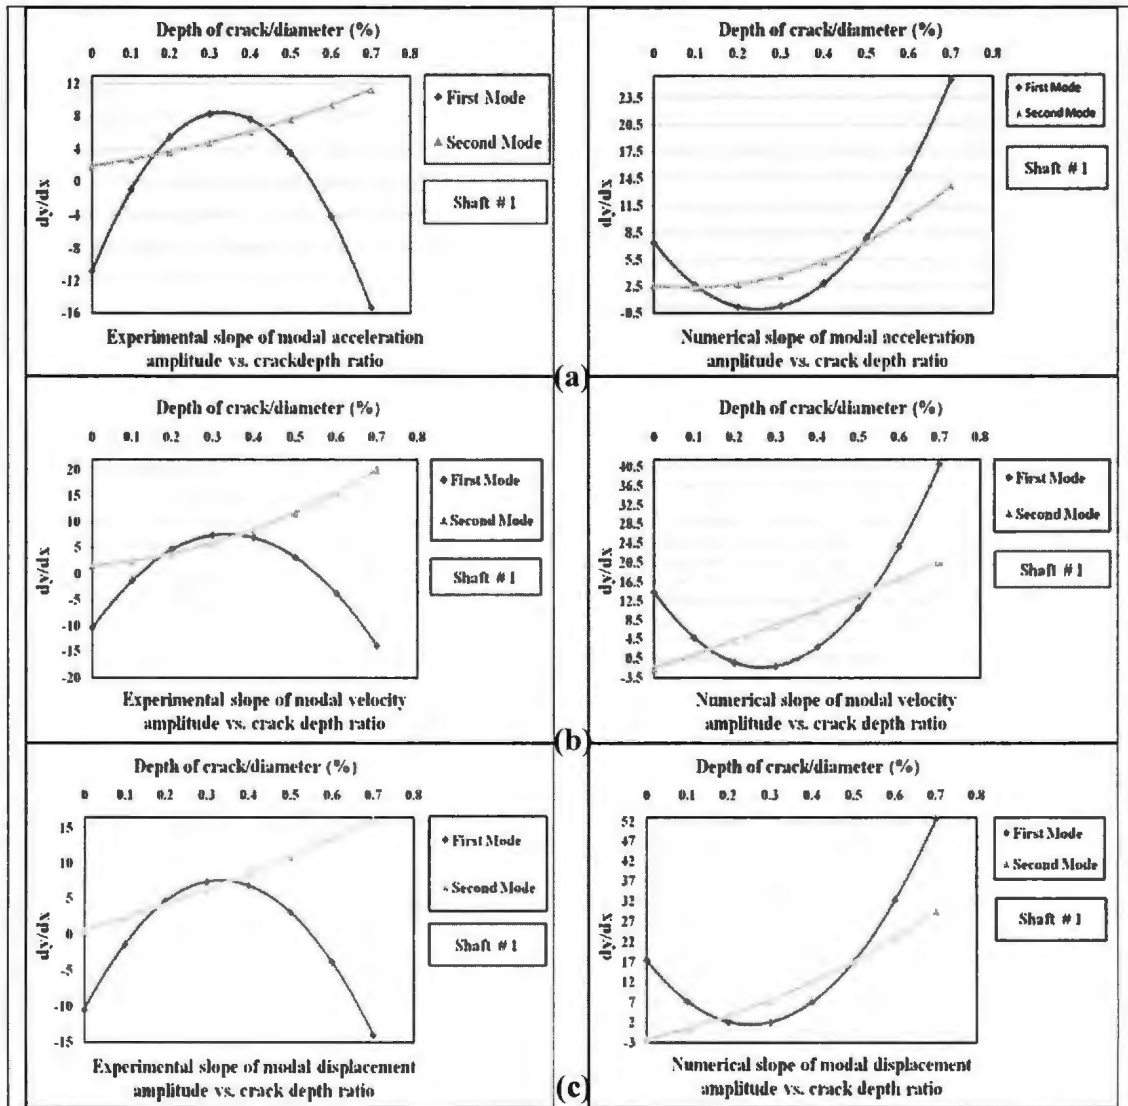 Depth of crack/diameter (%)
0 0.1 0.2 0.3 0.4 0.5 0.6 0.7 0.8
12
8
4
0
-4
-8
-12
-16
dy/dx
First Mode
Second Mode
Shaft # 1
Experimental slope of modal acceleration
amplitude vs. crackdepth ratio
Depth of crack/diameter (%)
0 0.1 0.2 0.3 0.4 0.5 0.6 0.7 0.8
23.5
20.5
17.5
14.5
11.5
8.5
5.5
2.5
-0.5
dy/dx
First Mode
Second Mode
Shaft # 1
Numerical slope of modal acceleration
amplitude vs. crack depth ratio
(a)
Depth of crack/diameter (%)
0 0.1 0.2 0.3 0.4 0.5 0.6 0.7 0.8
20
15
10
5
0
-5
-10
-15
-20
dy/dx
First Mode
Second Mode
Shaft # 1
Experimental slope of modal velocity
amplitude vs. crack depth ratio
Depth of crack/diameter (%)
0 0.1 0.2 0.3 0.4 0.5 0.6 0.7 0.8
40.5
36.5
32.5
28.5
24.5
20.5
16.5
12.5
8.5
4.5
0.5
-3.5
dy/dx
First Mode
Second Mode
Shaft # 1
Numerical slope of modal velocity
amplitude vs. crack depth ratio
(b)
Depth of crack/diameter (%)
0 0.1 0.2 0.3 0.4 0.5 0.6 0.7 0.8
15
10
5
0
-5
-10
-15
dy/dx
First Mode
Second Mode
Shaft # 1
Experimental slope of modal displacement
amplitude vs. crack depth ratio
Depth of crack/diameter (%)
0 0.1 0.2 0.3 0.4 0.5 0.6 0.7 0.8
52
47
42
37
32
27
22
17
12
7
2
-3
dy/dx
First Mode
Second Mode
Shaft # 1
Numerical slope of modal displacement
amplitude vs. crack depth ratio
(c)